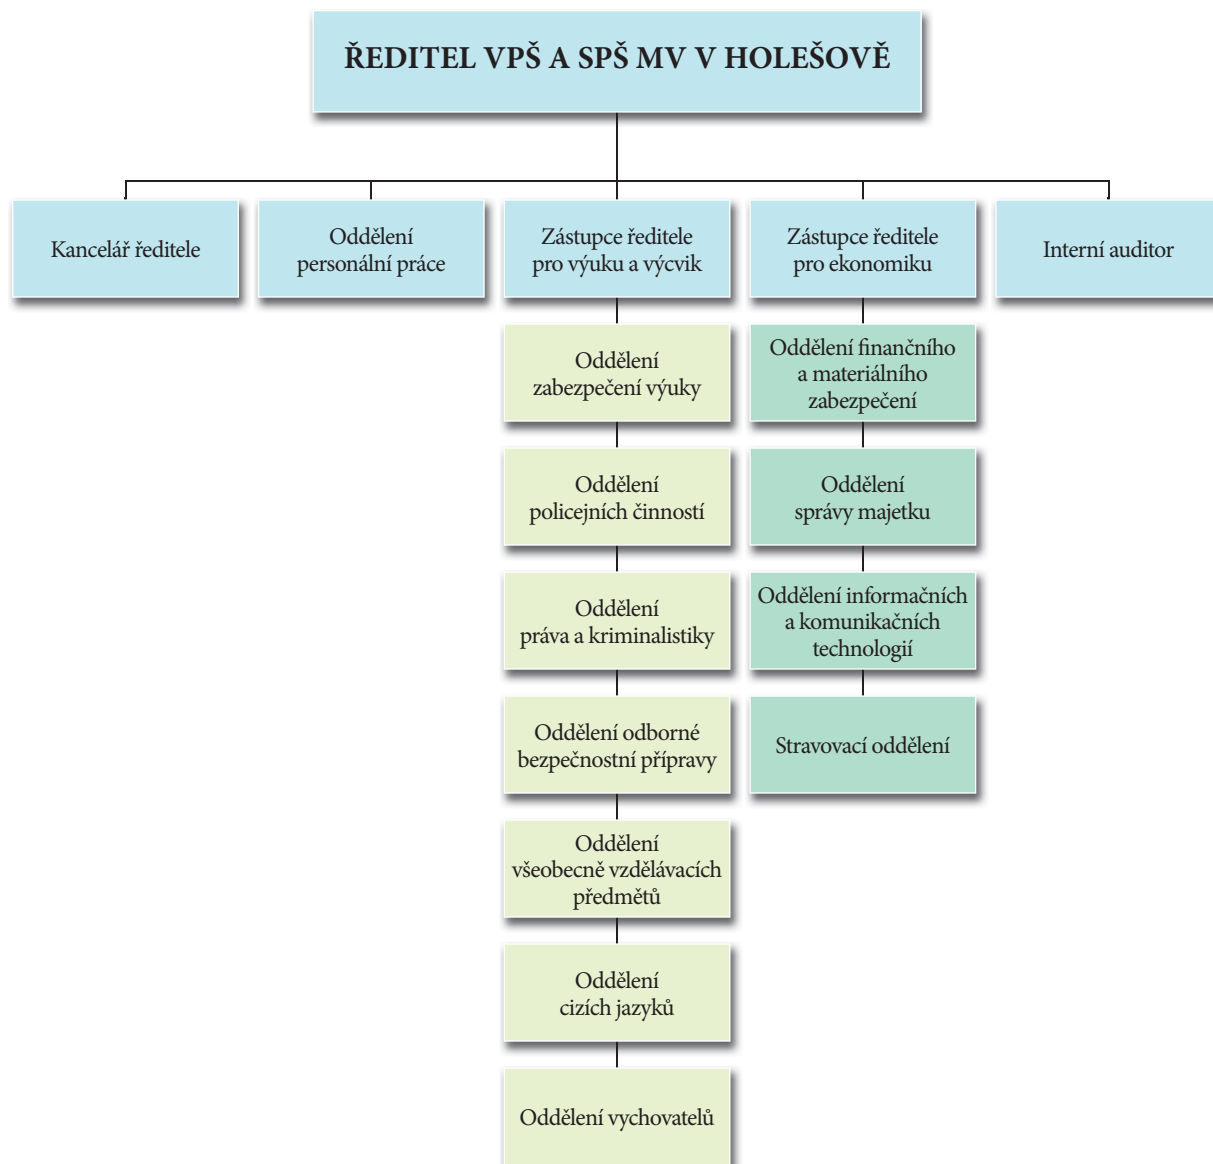 ŘEDITEL VPŠ A SPŠ MV V HOLEŠOVĚ
Kancelář ředitele
Oddělení
personální práce
Zástupce ředitele
pro výuku a výcvik
Zástupce ředitele
pro ekonomiku
Interní auditor
Oddělení
zabezpečení výuky
Oddělení
policejních činností
Oddělení
práva a kriminalistiky
Oddělení odborné
bezpečnostní přípravy
Oddělení
všeobecně vzdělávacích
předmětů
Oddělení
cizích jazyků
Oddělení vychovatelů
Oddělení finančního
a materiálního
zabezpečení
Oddělení
správy majetku
Oddělení informačních
a komunikačních
technologií
Stravovací oddělení